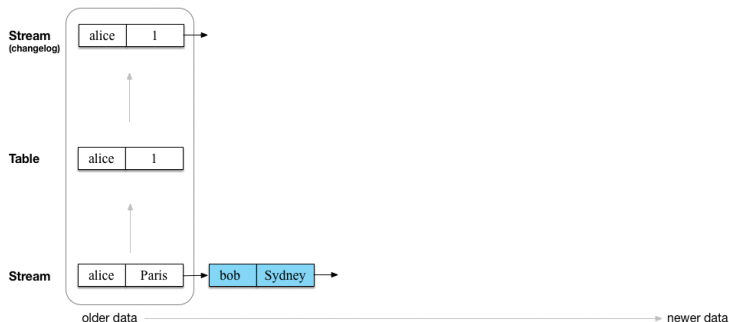 Stream
(changelog)
alice 1
Table
alice 1
Stream
alice Paris bob Sydney
older data newer data